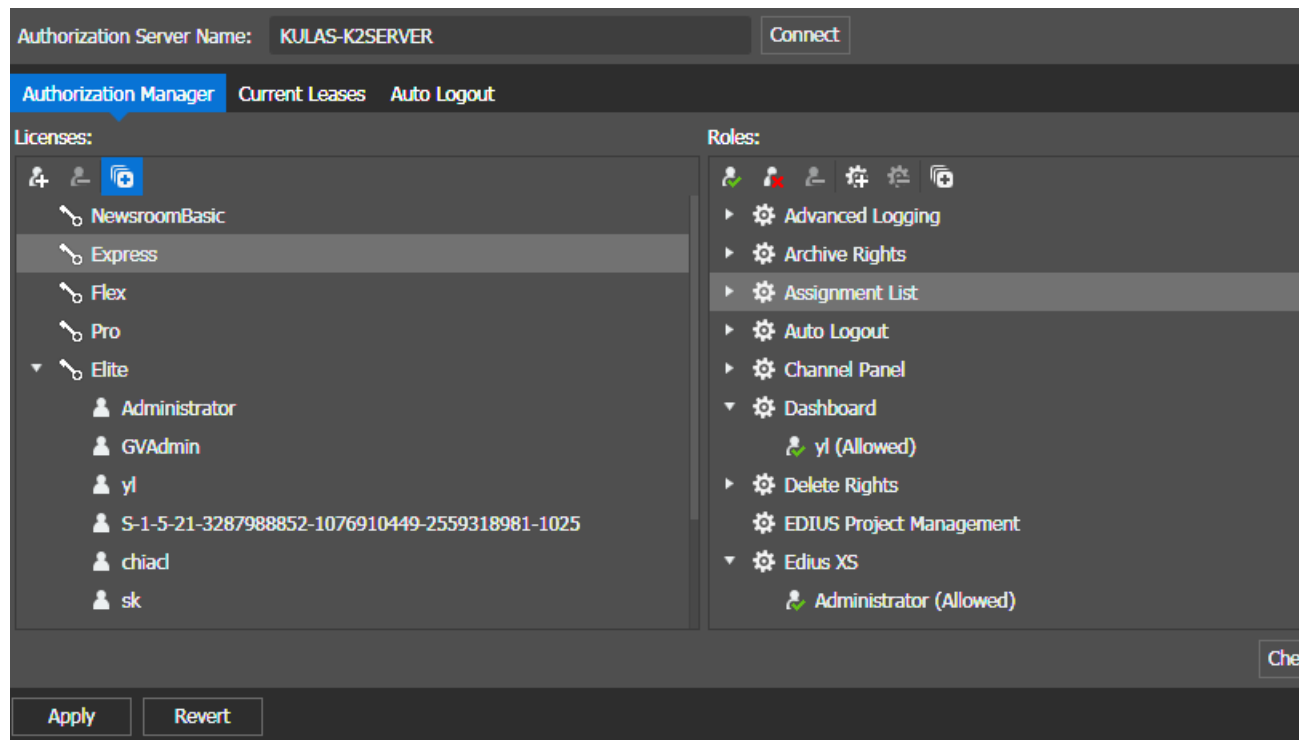 Authorization Server Name: KULAS-K2SERVER Connect
Authorization Manager Current Leases Auto Logout
Licenses:
NewsroomBasic
Express
Flex
Pro
Elite
Administrator
GVAdmin
yl
S-1-5-21-3287988852-1076910449-2559318981-1025
chiacl
sk
Roles:
Advanced Logging
Archive Rights
Assignment List
Auto Logout
Channel Panel
Dashboard
yl (Allowed)
Delete Rights
EDIUS Project Management
Edius XS
Administrator (Allowed)
Che
Apply Revert